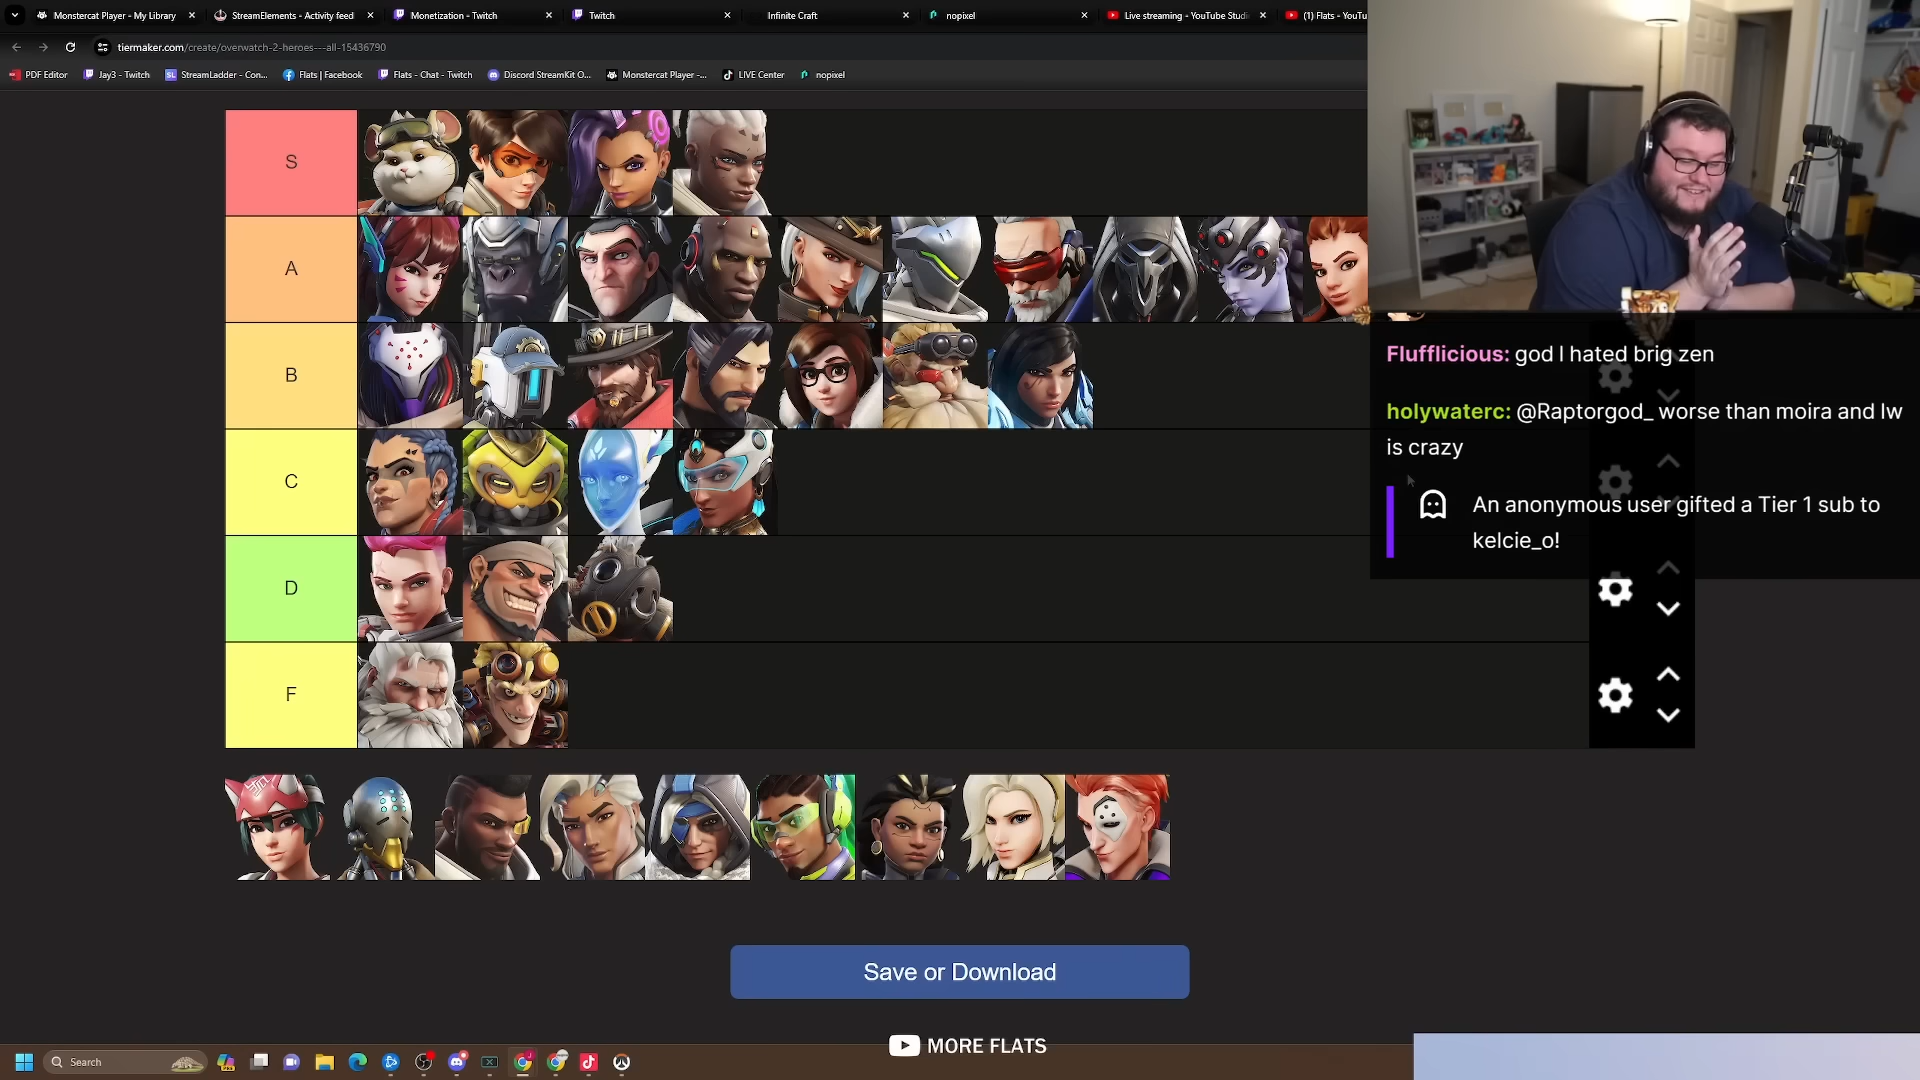 Monstercat Player - My Library
StreamElements - Activity feed
Monetization - Twitch
Twitch
Infinite Craft
nopixel
Live streaming - YouTube Studi
(1) Flats - YouTu
tiermaker.com/create/overwatch-2-heroes---all-15436790
PDF Editor
Jay3 - Twitch
StreamLadder - Con...
Flats | Facebook
Flats - Chat - Twitch
Discord StreamKit O...
Monstercat Player -...
LIVE Center
nopixel
S
A
B
C
D
F
Flufflicious: god I hated brig zen
holywaterc: @Raptorgod_ worse than moira and lw
is crazy
An anonymous user gifted a Tier 1 sub to
kelcie_o!
Save or Download
MORE FLATS
Search